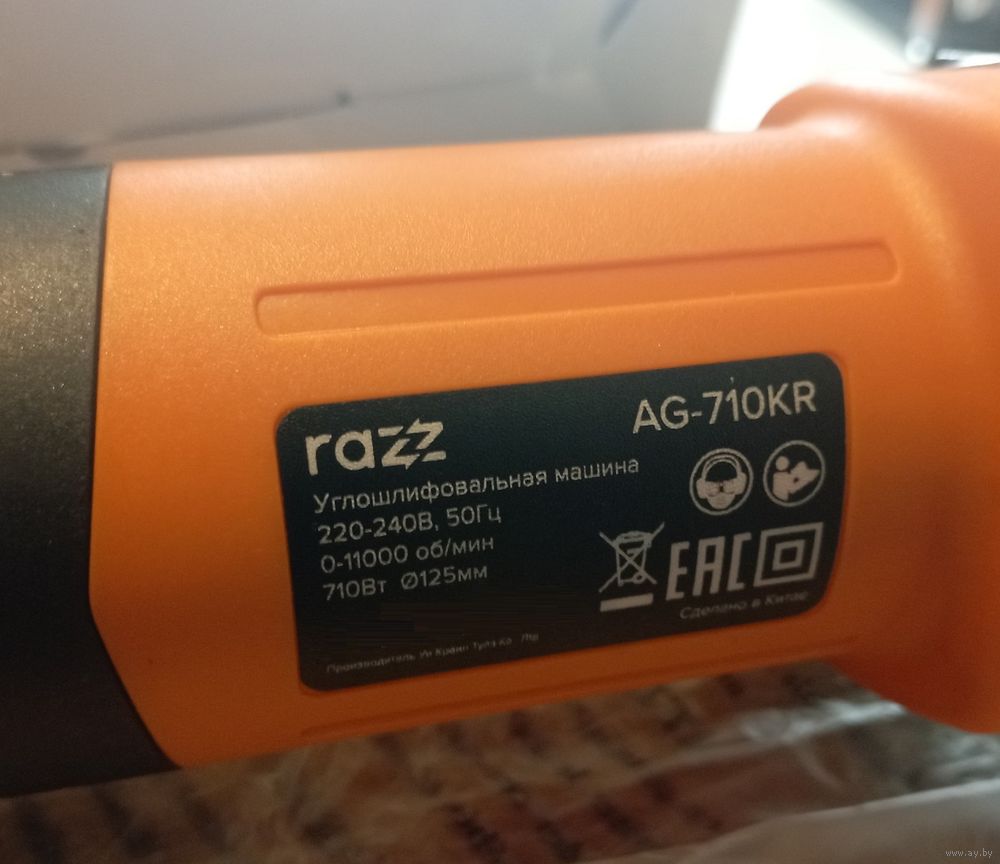 razz
AG-710KR
Углошлифовальная машина
220-240В, 50Гц
0-11000 об/мин
710Вт Ø125мм
EAC
Сделано в Китае
Производитель
www.ay.by